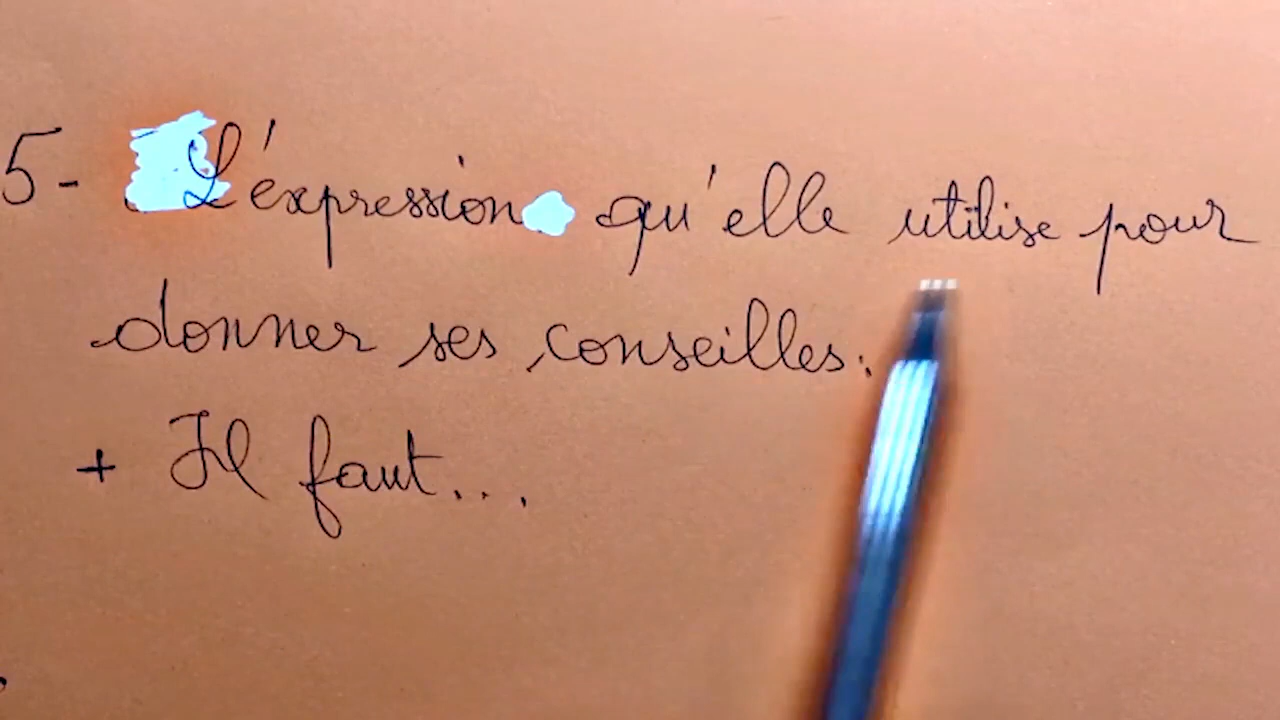 5- L'expression qu'elle utilise pour
donner ses conseilles:
+ Il faut...